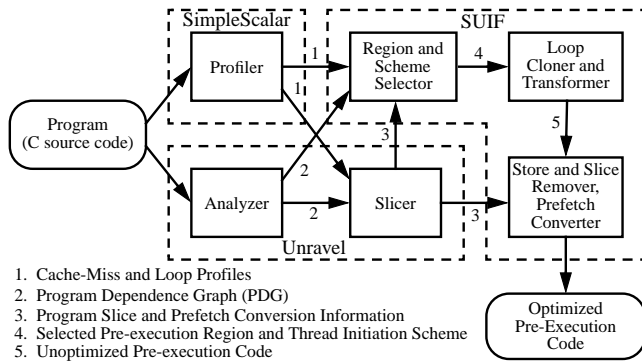 SimpleScalar
SUIF
Profiler
1
1
Region and
Scheme
Selector
4
Loop
Cloner and
Transformer
Program
(C source code)
3
5
2
Analyzer
2
Slicer
3
Store and Slice
Remover,
Prefetch
Converter
Unravel
1. Cache-Miss and Loop Profiles
2. Program Dependence Graph (PDG)
3. Program Slice and Prefetch Conversion Information
4. Selected Pre-execution Region and Thread Initiation Scheme
5. Unoptimized Pre-execution Code
Optimized
Pre-Execution
Code